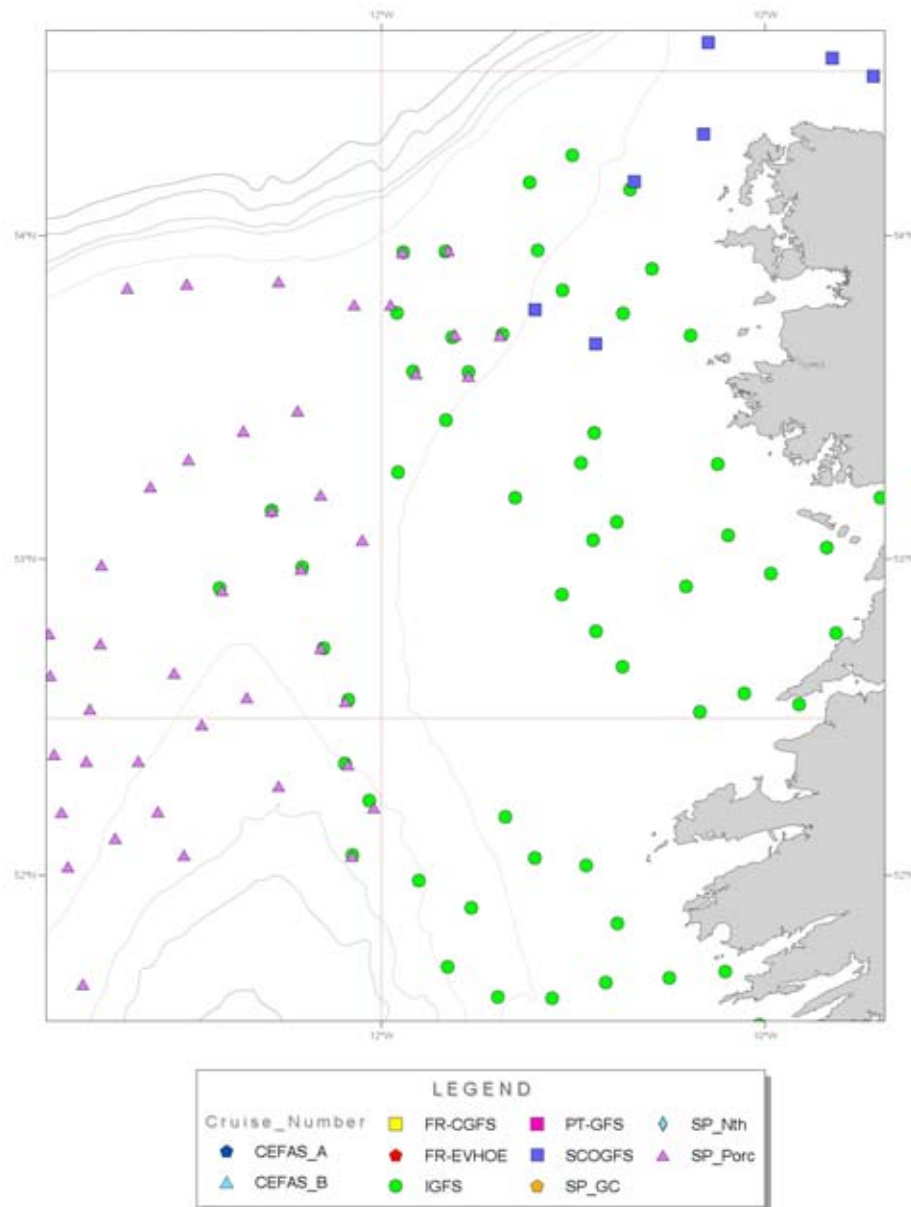 12°W 10°W
54°N 54°N
53°N 53°N
52°N 52°N
12°W 10°W
LEGEND
Cruise_Number
FR-CGFS PT-GFS SP_Nth
CEFAS_A FR-EVHOE SCOGFS SP_Porc
CEFAS_B IGFS SP_GC